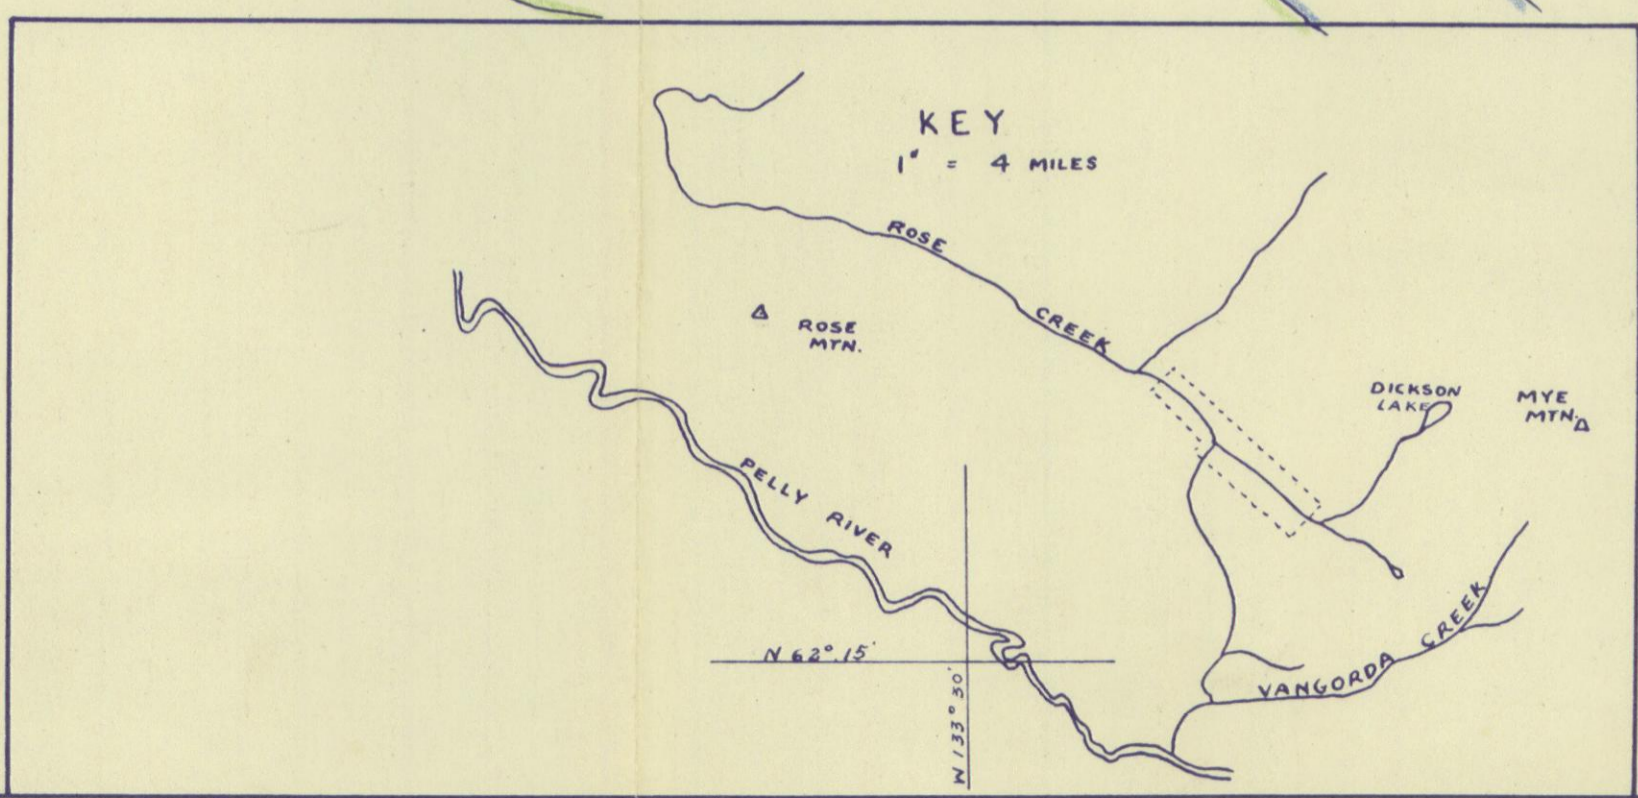 KEY
1" = 4 MILES
ROSE
CREEK
ROSE
MTN.
DICKSON
LAKE
MYE
MTN.
PELLY RIVER
N 62°.15'
W 133° 30'
VANGORDA CREEK